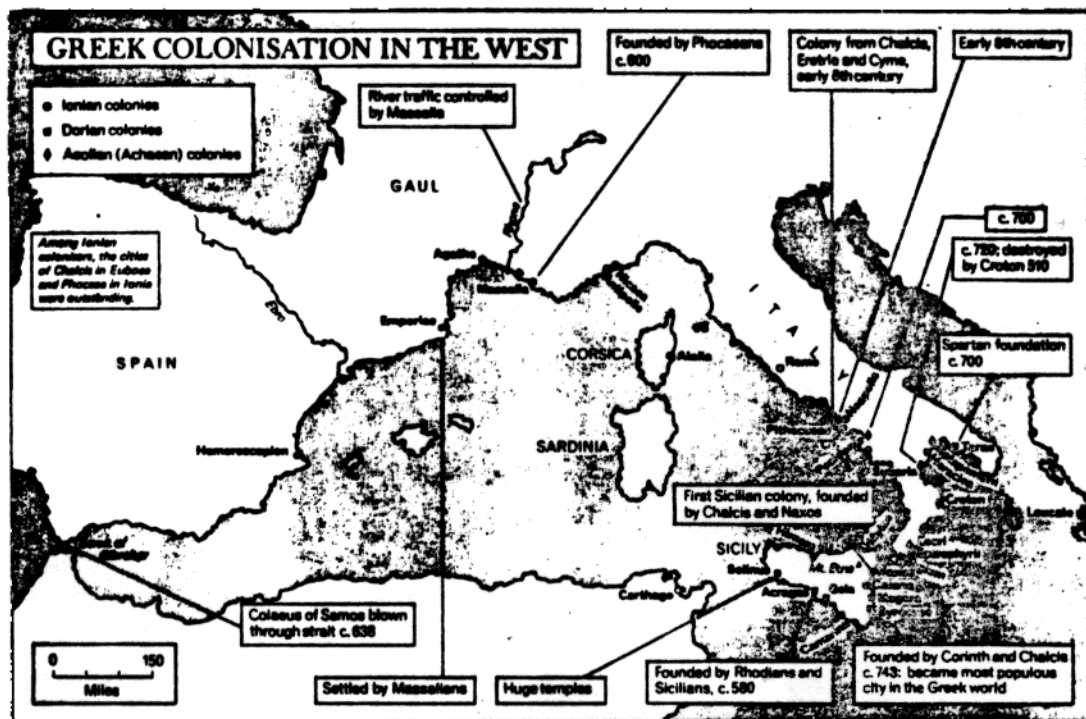 GREEK COLONISATION IN THE WEST
Ionian colonies
Dorian colonies
Aeolian (Achaean) colonies
Among Ionian
colonisers, the cities
of Chalcis in Euboea
and Phocaea in Ionia
were outstanding.
River traffic controlled
by Massalia
Founded by Phocaeans
c. 600
Colony from Chalcis,
Eretria and Cyme,
early 8th century
Early 8th century
c. 700
c. 720; destroyed
by Croton 510
Spartan foundation
c. 700
GAUL
SPAIN
Ebro
Agatha
Massalia
Emporiae
Hemeroscopion
CORSICA
Alalia
SARDINIA
ITALY
Rome
Pithecusae
Croton
Leucate
Locri
First Sicilian colony, founded
by Chalcis and Naxos
SICILY
Mt. Etna
Selinus
Acragas
Gela
Carthage
Colaeus of Samos blown
through strait c. 638
0 150
Miles
Settled by Massalians
Huge temples
Founded by Rhodians and
Sicilians, c. 580
Founded by Corinth and Chalcis
c. 743: became most populous
city in the Greek world